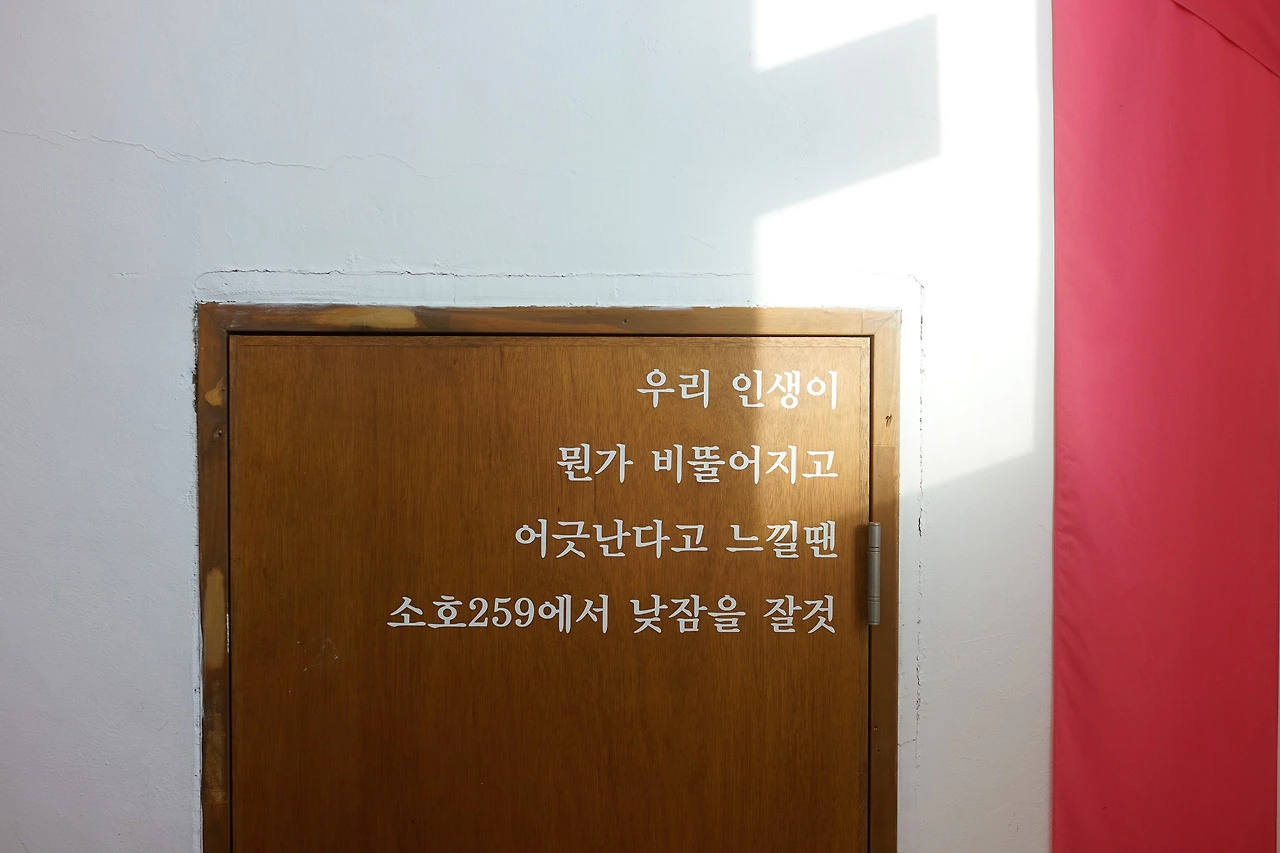 우리 인생이
뭔가 비뚤어지고
어긋난다고 느낄땐
소호259에서 낮잠을 잘것